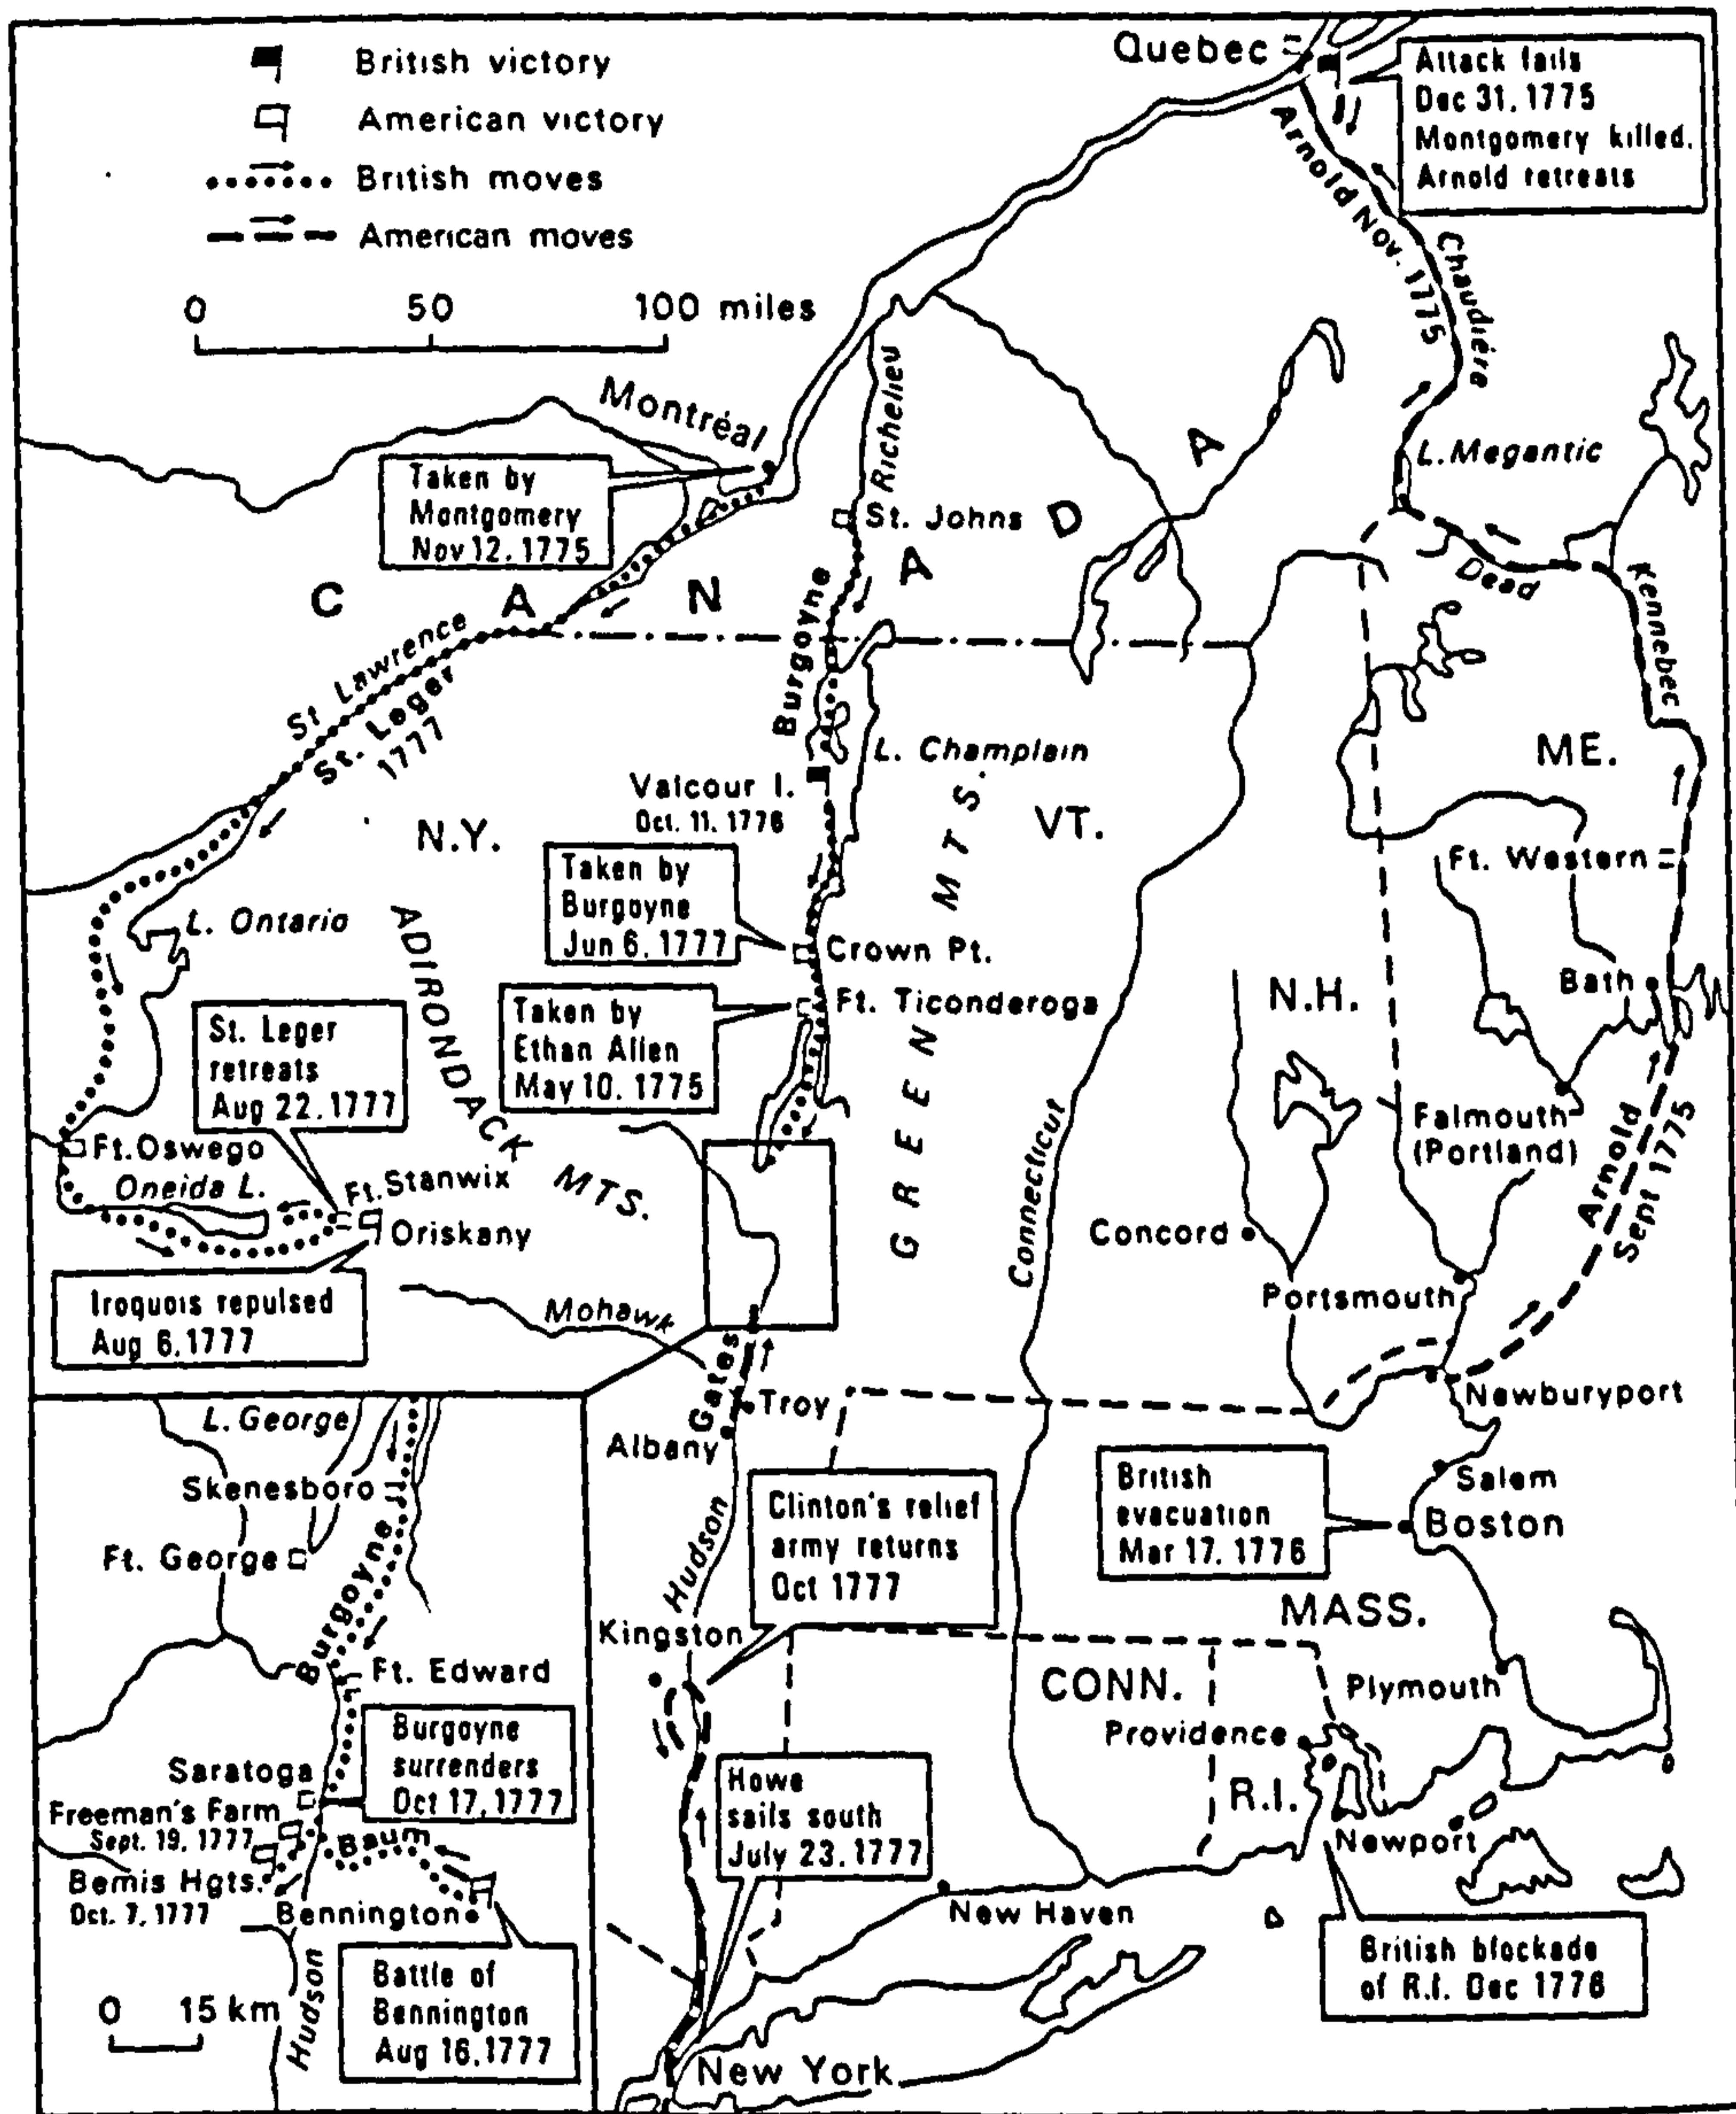 British victory
American victory
British moves
American moves
0 50 100 miles
Quebec
Attack fails
Dec 31. 1775
Montgomery killed.
Arnold retreats
Arnold Nov. 1775
Chaudière
Montréal
Richelieu
L. Megantic
Taken by
Montgomery
Nov 12. 1775
St. Johns
CANADA
Dead
Kennebec
St Lawrence
St. Leger
1777
Burgoyne
L. Champlain
Valcour I.
Oct. 11. 1776
N.Y.
VT.
ME.
Ft. Western
Taken by
Burgoyne
Jun 6. 1777
L. Ontario
ADIRONDACK MTS.
GREEN MTS.
Crown Pt.
Bath
N.H.
Ft. Ticonderoga
Taken by
Ethan Allen
May 10. 1775
St. Leger
retreats
Aug 22. 1777
Falmouth
(Portland)
Arnold
Sept 1775
Connecticut
Ft. Oswego
Oneida L.
Ft. Stanwix
Oriskany
Concord
Iroquois repulsed
Aug 6. 1777
Mohawk
Portsmouth
Gates
Troy
Newburyport
Albany
L. George
Skenesboro
Ft. George
Burgoyne
Ft. Edward
Burgoyne
surrenders
Oct 17. 1777
Saratoga
Freeman's Farm
Sept. 19. 1777
Baum
Bemis Hgts.
Oct. 7. 1777
Bennington
Battle of
Bennington
Aug 16. 1777
0 15 km
Hudson
Hudson
Clinton's relief
army returns
Oct 1777
Kingston
British
evacuation
Mar 17. 1776
Salem
Boston
MASS.
CONN.
Plymouth
Providence
R.I.
Newport
Howe
sails south
July 23. 1777
New Haven
British blockade
of R.I. Dec 1776
New York